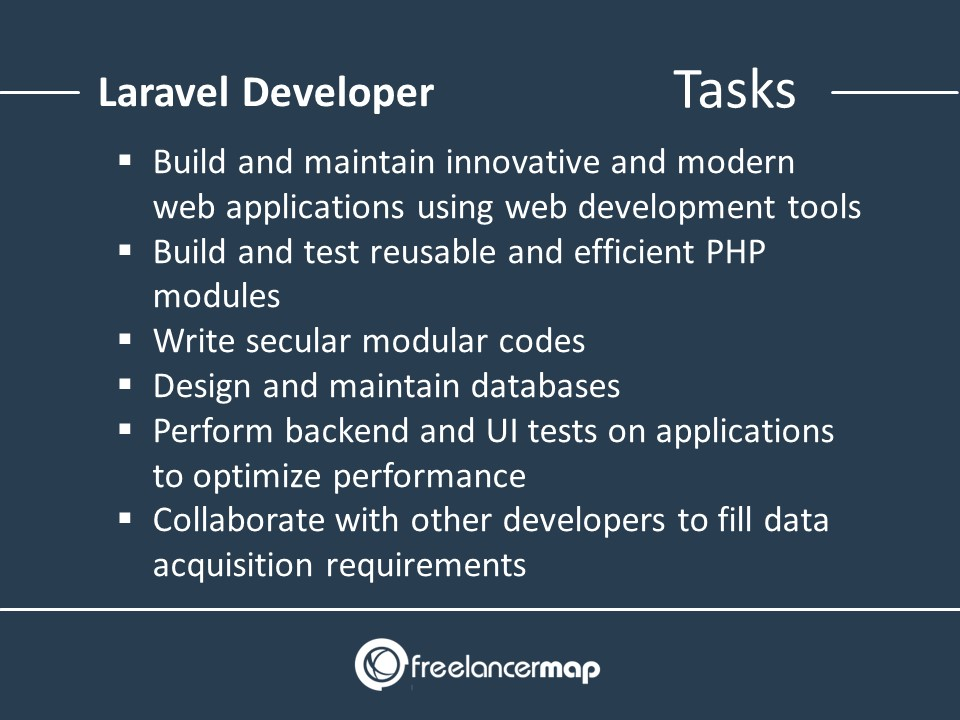 Laravel Developer Tasks
▪ Build and maintain innovative and modern
web applications using web development tools
▪ Build and test reusable and efficient PHP
modules
▪ Write secular modular codes
▪ Design and maintain databases
▪ Perform backend and UI tests on applications
to optimize performance
▪ Collaborate with other developers to fill data
acquisition requirements
freelancermap